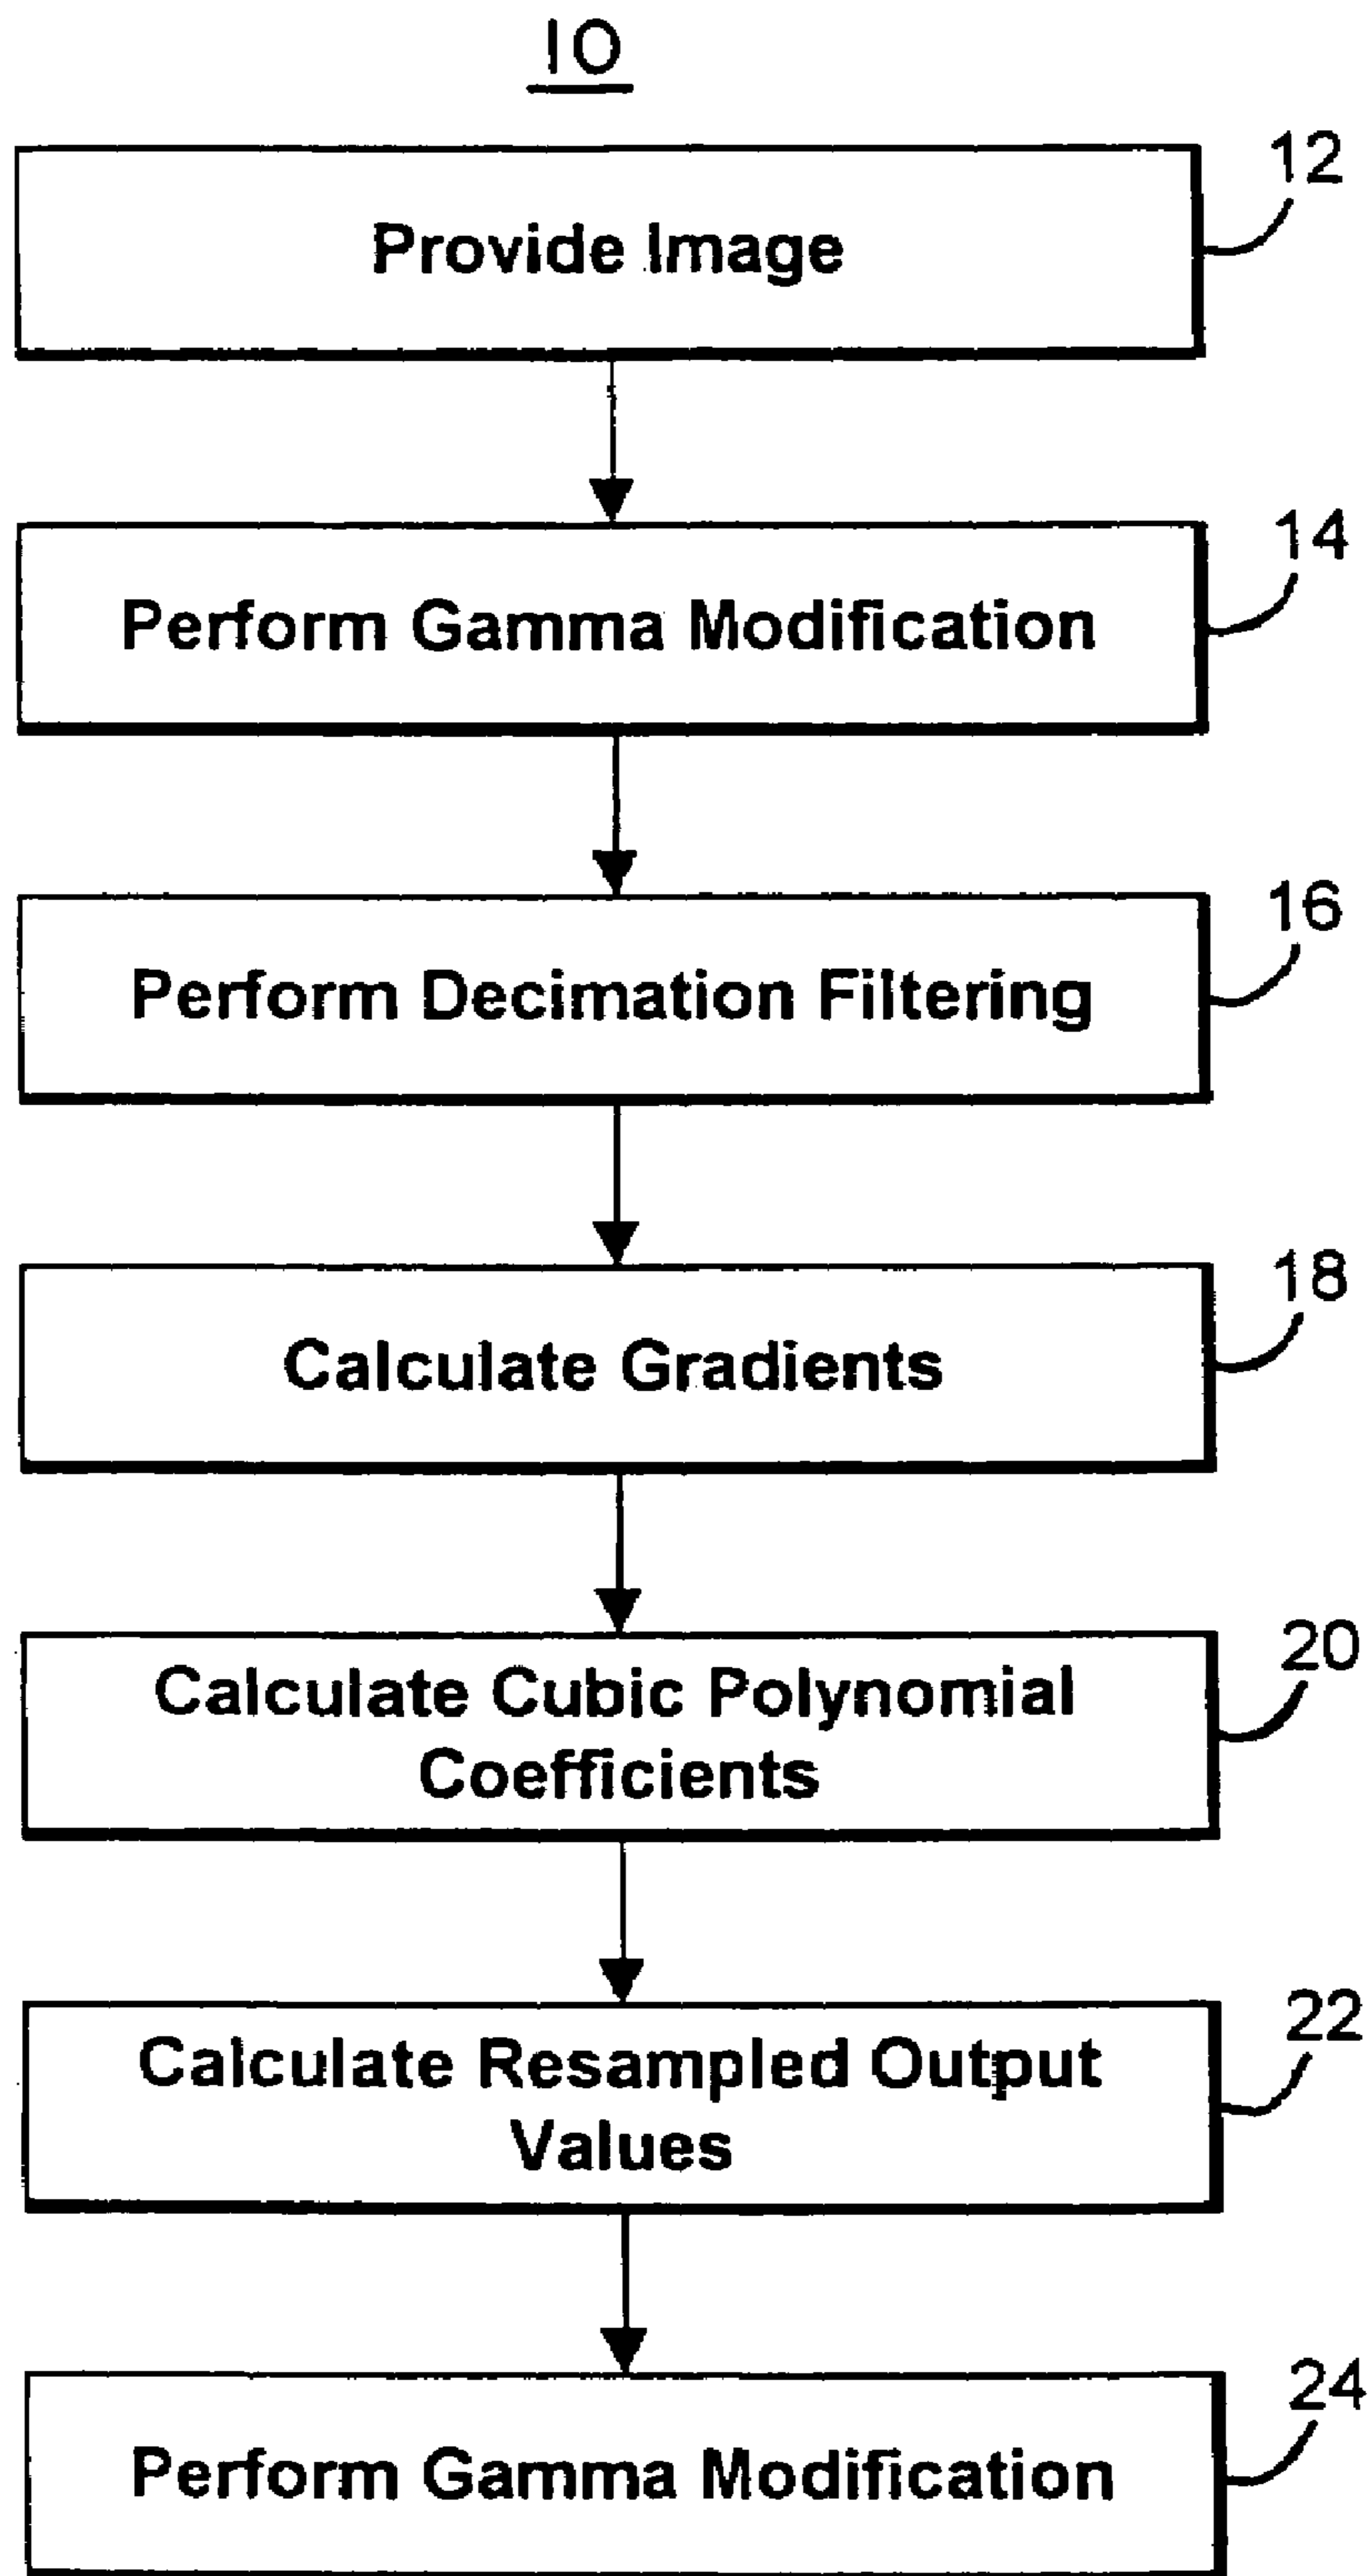 10
Provide Image
12
Perform Gamma Modification
14
Perform Decimation Filtering
16
Calculate Gradients
18
Calculate Cubic Polynomial
Coefficients
20
Calculate Resampled Output
Values
22
Perform Gamma Modification
24